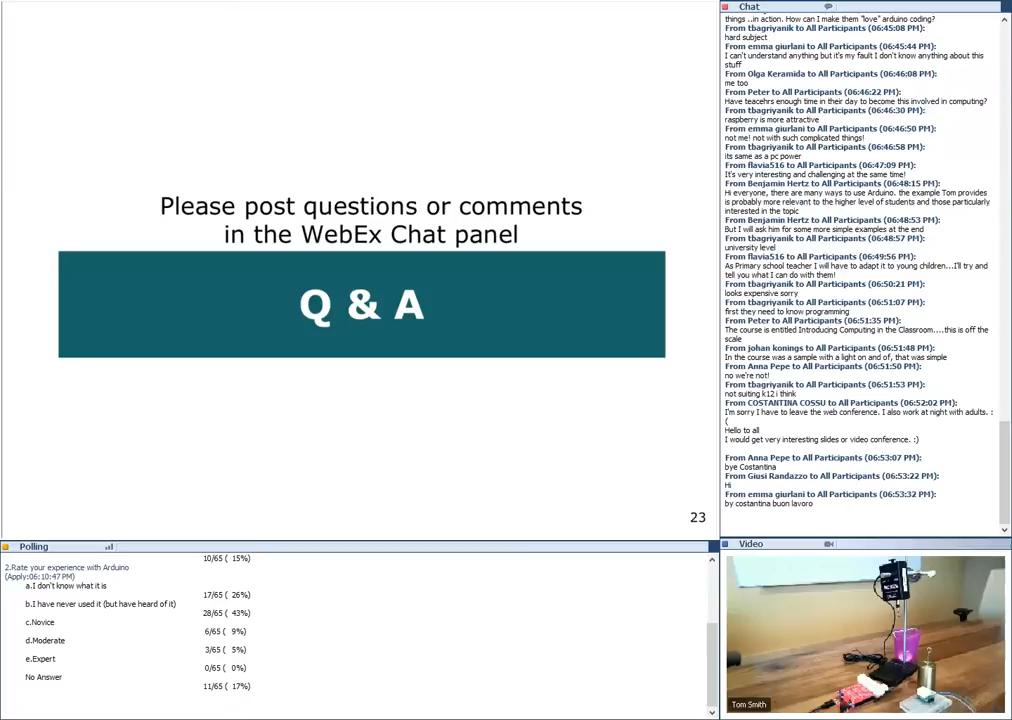 Please post questions or comments
in the WebEx Chat panel
Q & A
23
Chat
things ..in action. How can I make them "love" arduino coding?
From tbagriyanik to All Participants (06:45:08 PM):
hard subject
From emma giurlani to All Participants (06:45:44 PM):
I can't understand anything but it's my fault I don't know anything about this
stuff
From Olga Keramida to All Participants (06:46:08 PM):
me too
From Peter to All Participants (06:46:22 PM):
Have teacehrs enough time in their day to become this involved in computing?
From tbagriyanik to All Participants (06:46:30 PM):
raspberry is more attractive
From emma giurlani to All Participants (06:46:50 PM):
not me! not with such complicated things!
From tbagriyanik to All Participants (06:46:58 PM):
its same as a pc power
From flavia516 to All Participants (06:47:09 PM):
It's very interesting and challenging at the same time!
From Benjamin Hertz to All Participants (06:48:15 PM):
Hi everyone, there are many ways to use Arduino. the example Tom provides
is probably more relevant to the higher level of students and those particularly
interested in the topic
From Benjamin Hertz to All Participants (06:48:53 PM):
But I will ask him for some more simple examples at the end
From tbagriyanik to All Participants (06:48:57 PM):
university level
From flavia516 to All Participants (06:49:56 PM):
As Primary school teacher I will have to adapt it to young children...I'll try and
tell you what I can do with them!
From tbagriyanik to All Participants (06:50:21 PM):
looks expensive sorry
From tbagriyanik to All Participants (06:51:07 PM):
first they need to know programming
From Peter to All Participants (06:51:35 PM):
The course is entitled Introducing Computing in the Classroom....this is off the
scale
From johan konings to All Participants (06:51:48 PM):
In the course was a sample with a light on and of, that was simple
From Anna Pepe to All Participants (06:51:50 PM):
no we're not!
From tbagriyanik to All Participants (06:51:53 PM):
not suiting k12 i think
From COSTANTINA COSSU to All Participants (06:52:02 PM):
I'm sorry I have to leave the web conference. I also work at night with adults. :
(
Hello to all
I would get very interesting slides or video conference. :)
From Anna Pepe to All Participants (06:53:07 PM):
bye Costantina
From Giusi Randazzo to All Participants (06:53:22 PM):
Hi
From emma giurlani to All Participants (06:53:32 PM):
by costantina buon lavoro
Polling
10/65 ( 15%)
2.Rate your experience with Arduino
(Apply:06:10:47 PM)
a.I don't know what it is
17/65 ( 26%)
b.I have never used it (but have heard of it)
28/65 ( 43%)
c.Novice
6/65 ( 9%)
d.Moderate
3/65 ( 5%)
e.Expert
0/65 ( 0%)
No Answer
11/65 ( 17%)
Video
Tom Smith